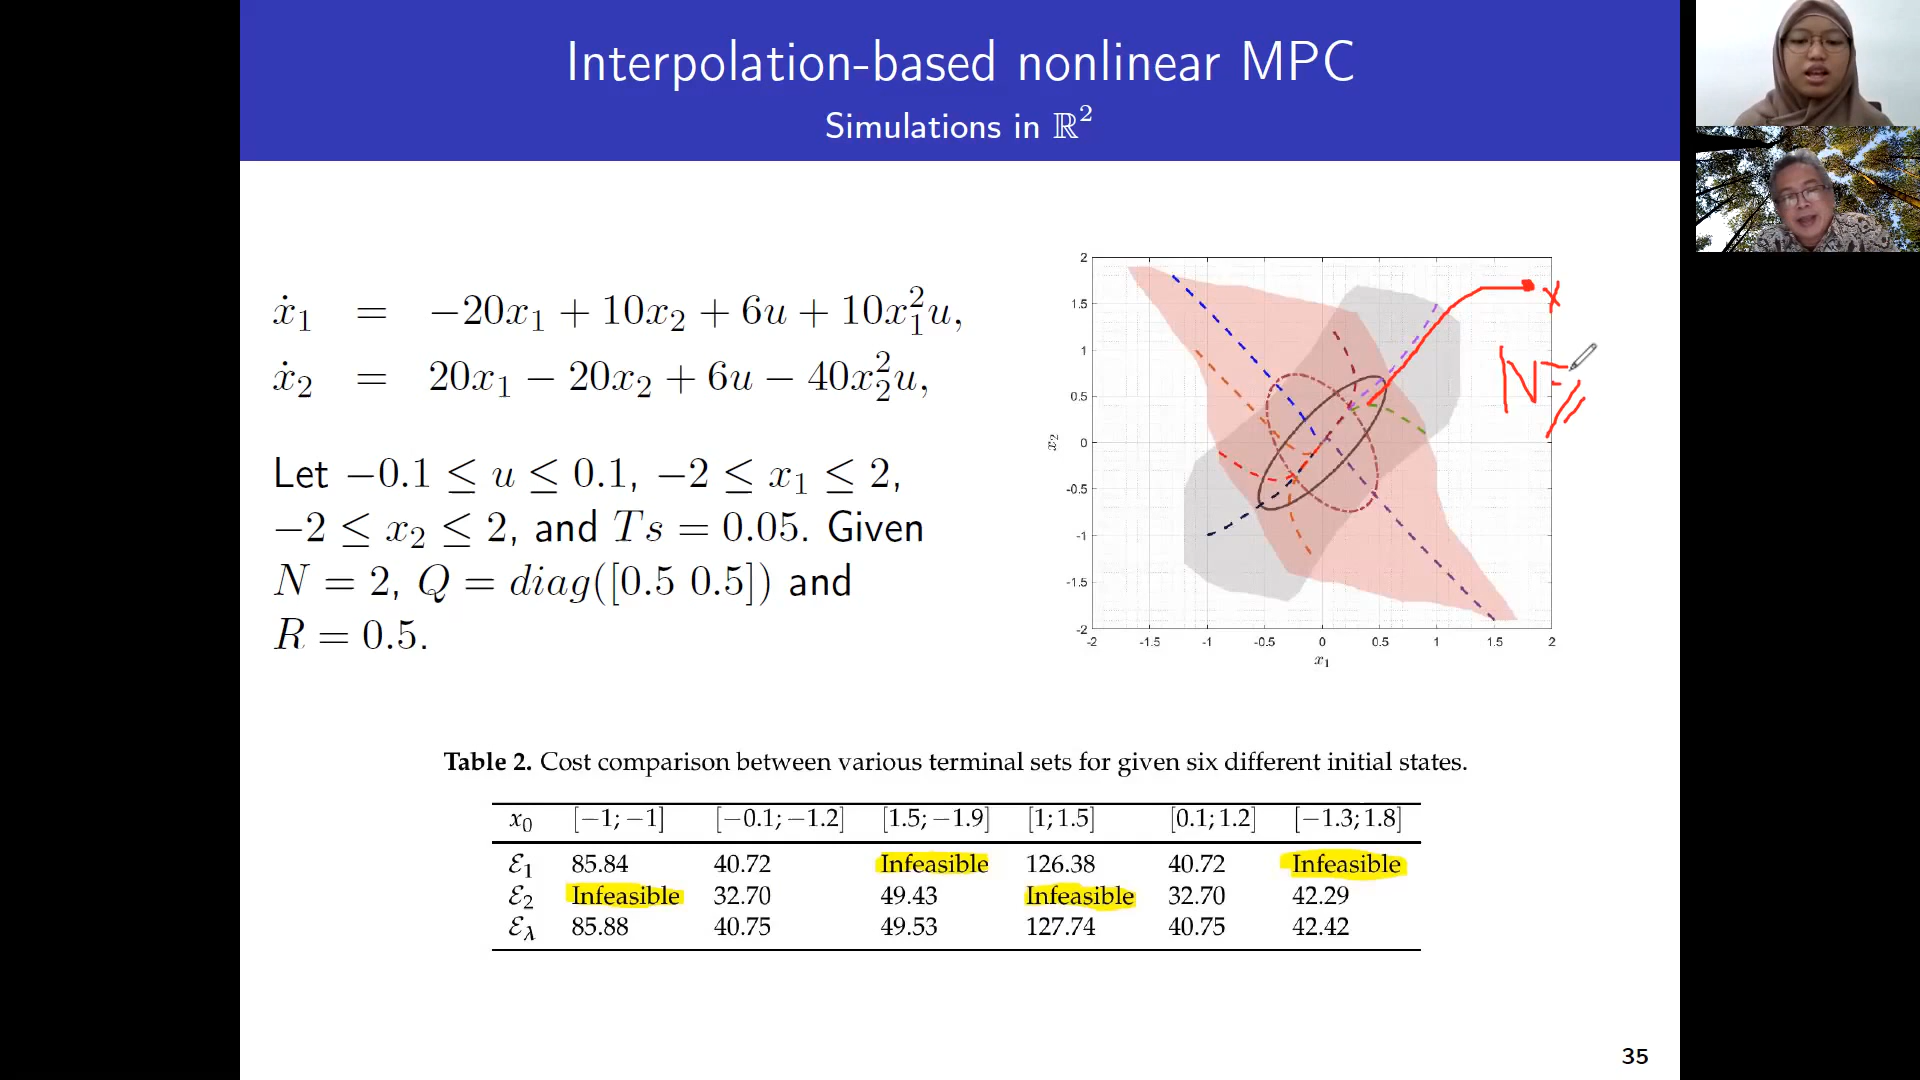 Interpolation-based nonlinear MPC
Simulations in ℝ²
ẋ₁ = −20x₁ + 10x₂ + 6u + 10x₁²u,
ẋ₂ = 20x₁ − 20x₂ + 6u − 40x₂²u,
Let −0.1 ≤ u ≤ 0.1, −2 ≤ x₁ ≤ 2,
−2 ≤ x₂ ≤ 2, and Ts = 0.05. Given
N = 2, Q = diag([0.5 0.5]) and
R = 0.5.
2
1.5
1
0.5
0
-0.5
-1
-1.5
-2
x₂
-2 -1.5 -1 -0.5 0 0.5 1 1.5 2
x₁
x
Table 2. Cost comparison between various terminal sets for given six different initial states.
x₀ [−1; −1] [−0.1; −1.2] [1.5; −1.9] [1; 1.5] [0.1; 1.2] [−1.3; 1.8]
ℰ₁ 85.84 40.72 Infeasible 126.38 40.72 Infeasible
ℰ₂ Infeasible 32.70 49.43 Infeasible 32.70 42.29
ℰ_λ 85.88 40.75 49.53 127.74 40.75 42.42
35